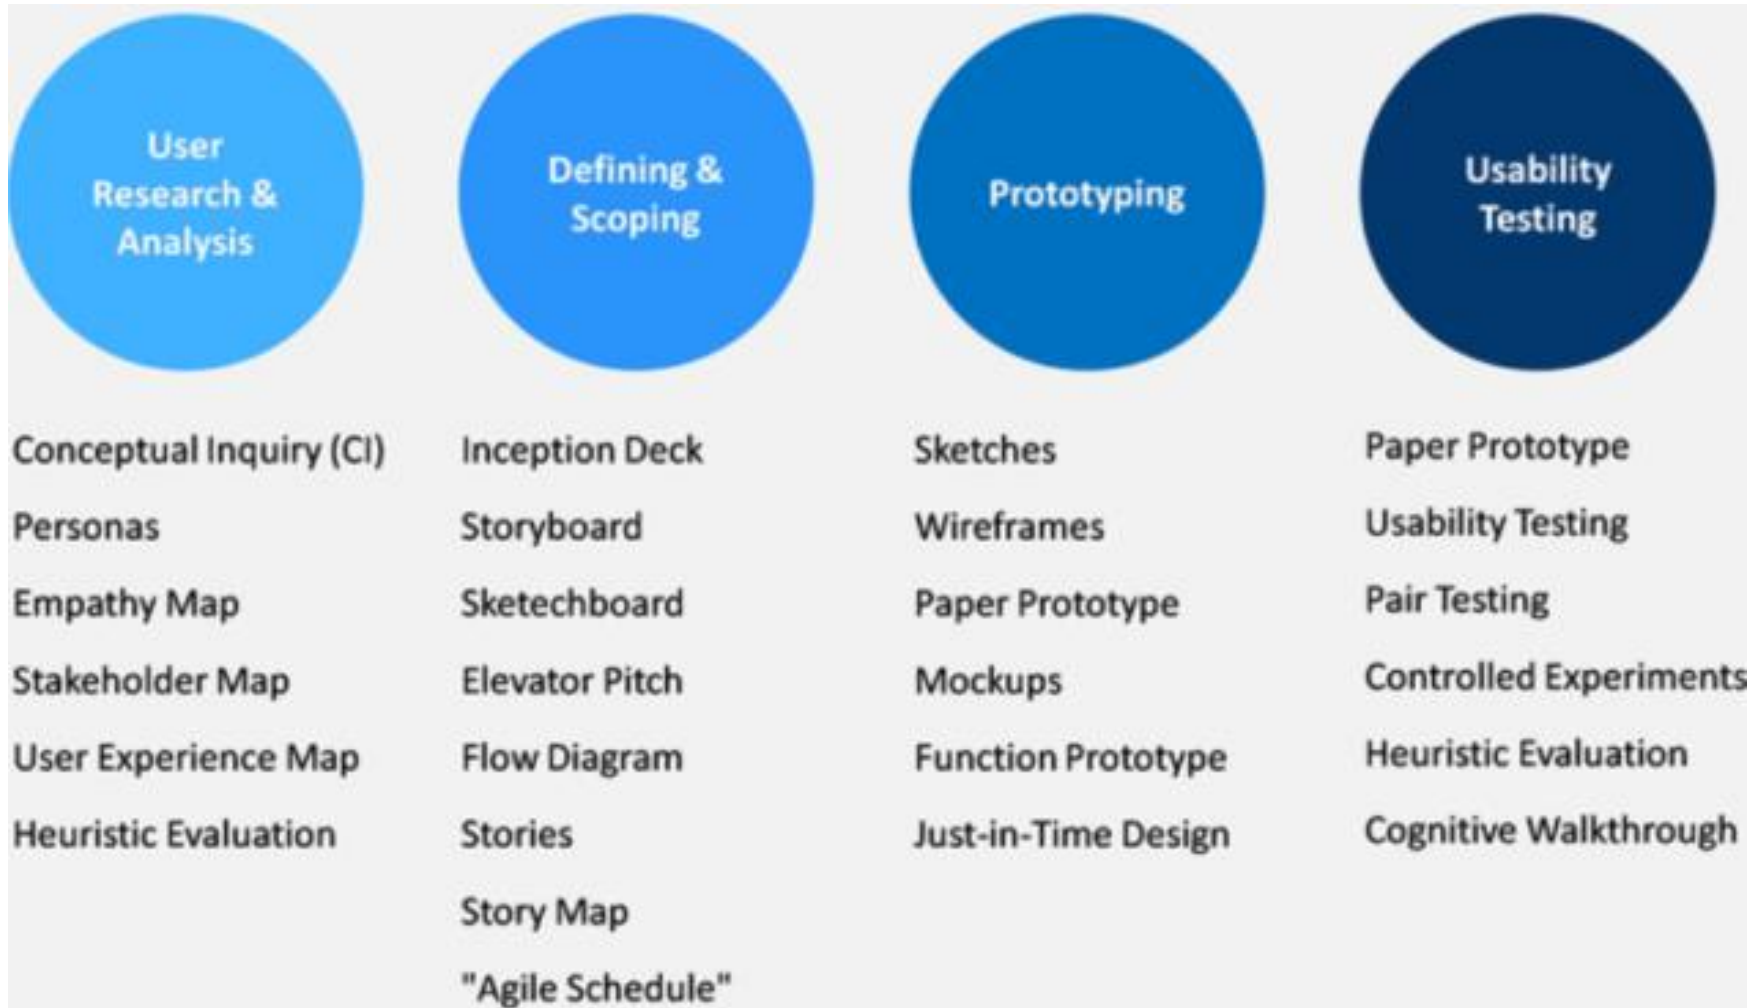 User
Research &
Analysis
Conceptual Inquiry (CI)
Personas
Empathy Map
Stakeholder Map
User Experience Map
Heuristic Evaluation
Defining &
Scoping
Inception Deck
Storyboard
Sketechboard
Elevator Pitch
Flow Diagram
Stories
Story Map
"Agile Schedule"
Prototyping
Sketches
Wireframes
Paper Prototype
Mockups
Function Prototype
Just-in-Time Design
Usability
Testing
Paper Prototype
Usability Testing
Pair Testing
Controlled Experiments
Heuristic Evaluation
Cognitive Walkthrough